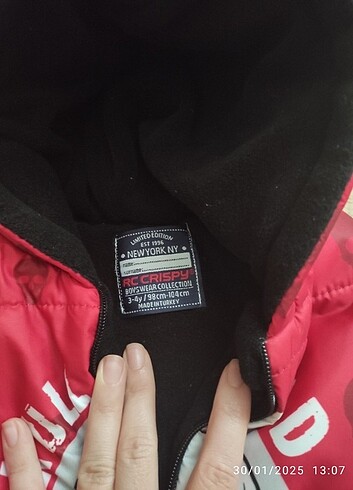 LIMITED EDITION
EST 1996
• NEW YORK NY •
RC CRISPY
BOYSWEAR COLLECTION
3-4y / 98cm-104cm
MADE IN TURKEY
D
30/01/2025 13:07